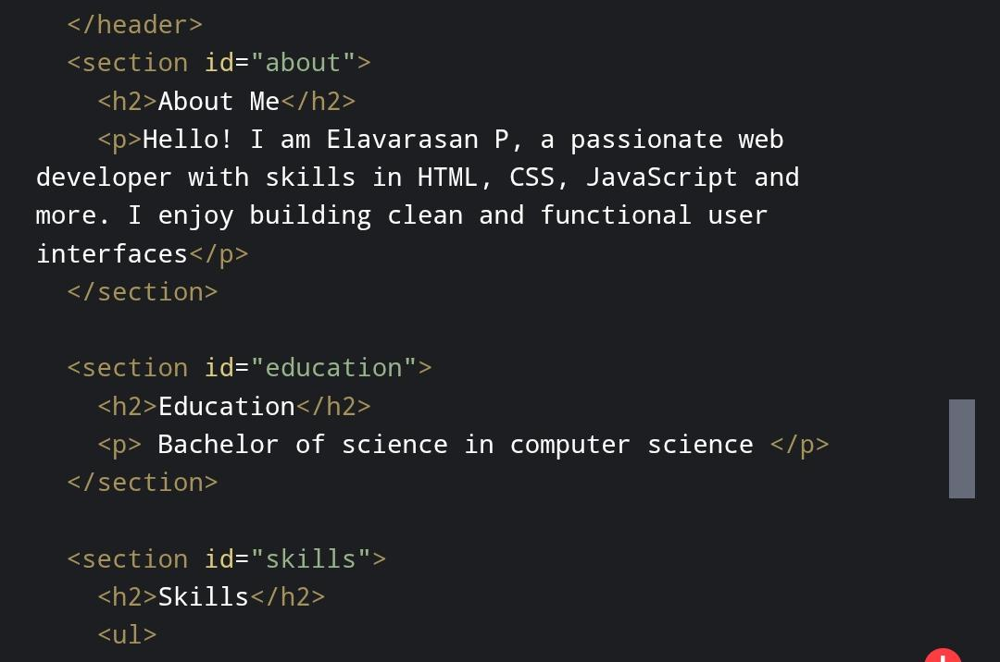 </header>
<section id="about">
<h2>About Me</h2>
<p>Hello! I am Elavarasan P, a passionate web
developer with skills in HTML, CSS, JavaScript and
more. I enjoy building clean and functional user
interfaces</p>
</section>
<section id="education">
<h2>Education</h2>
<p> Bachelor of science in computer science </p>
</section>
<section id="skills">
<h2>Skills</h2>
<ul>